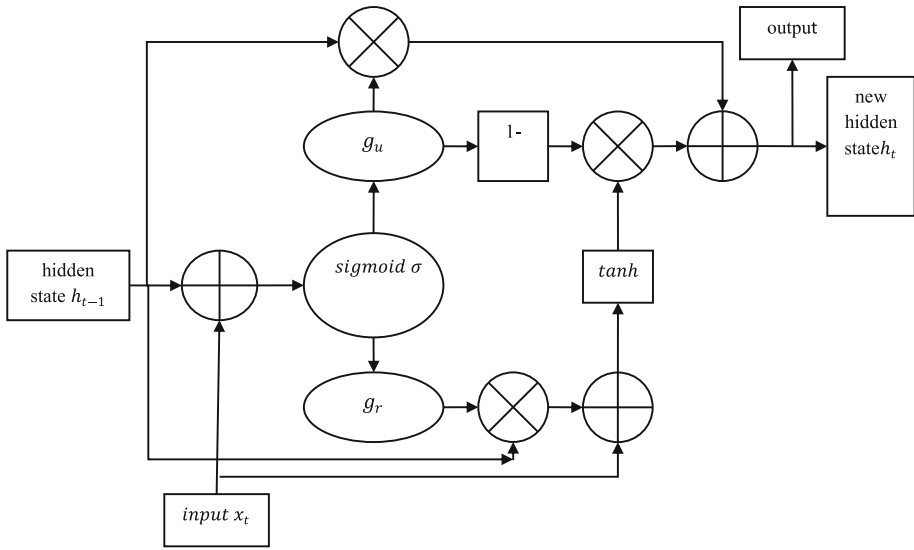 output
new
hidden
stateh_t
g_u
1-
hidden
state h_{t−1}
sigmoid σ
tanh
g_r
input x_t